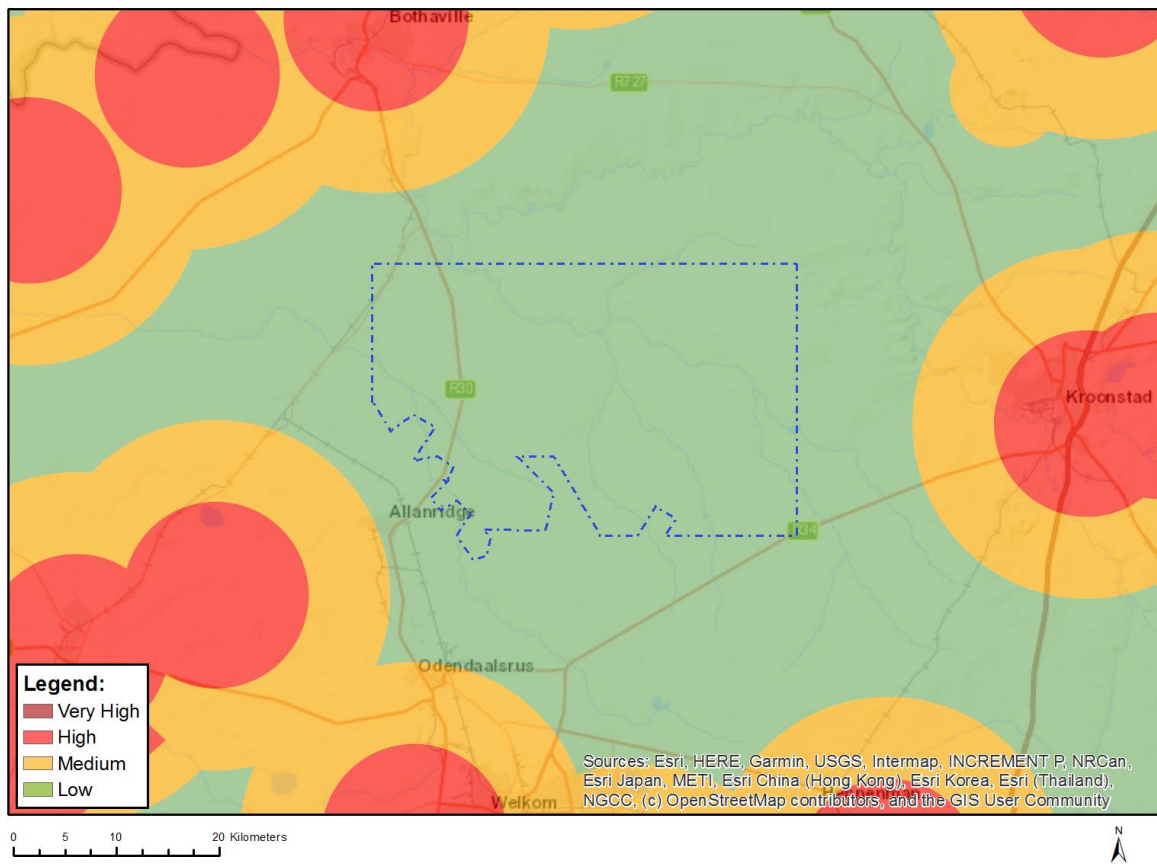 Bothaville
R727
R30
Kroonstad
Allanridge
R34
Odendaalsrus
Legend:
Very High
High
Medium
Low
Sources: Esri, HERE, Garmin, USGS, Intermap, INCREMENT P, NRCan,
Esri Japan, METI, Esri China (Hong Kong), Esri Korea, Esri (Thailand),
NGCC, (c) OpenStreetMap contributors, and the GIS User Community
Welkom
0 5 10 20 Kilometers
N